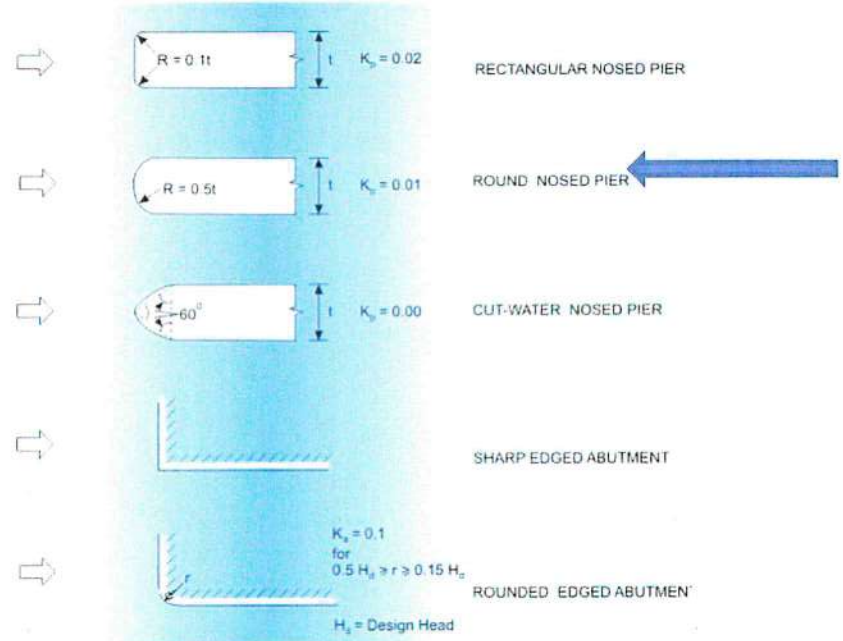 R = 0.1t
t
Kp = 0.02
RECTANGULAR NOSED PIER
R = 0.5t
t
Kp = 0.01
ROUND NOSED PIER
60°
t
Kp = 0.00
CUT-WATER NOSED PIER
SHARP EDGED ABUTMENT
Ka = 0.1
for
0.5 Hd ≥ r ≥ 0.15 Hd
r
ROUNDED EDGED ABUTMEN
Hd = Design Head